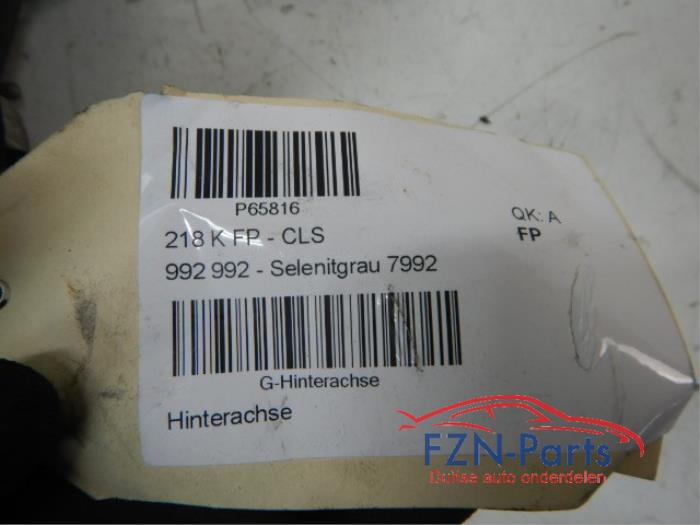 P65816
218 K FP - CLS
QK: A
FP
992 992 - Selenitgrau 7992
G-Hinterachse
Hinterachse
FZN-Parts
Duitse auto onderdelen